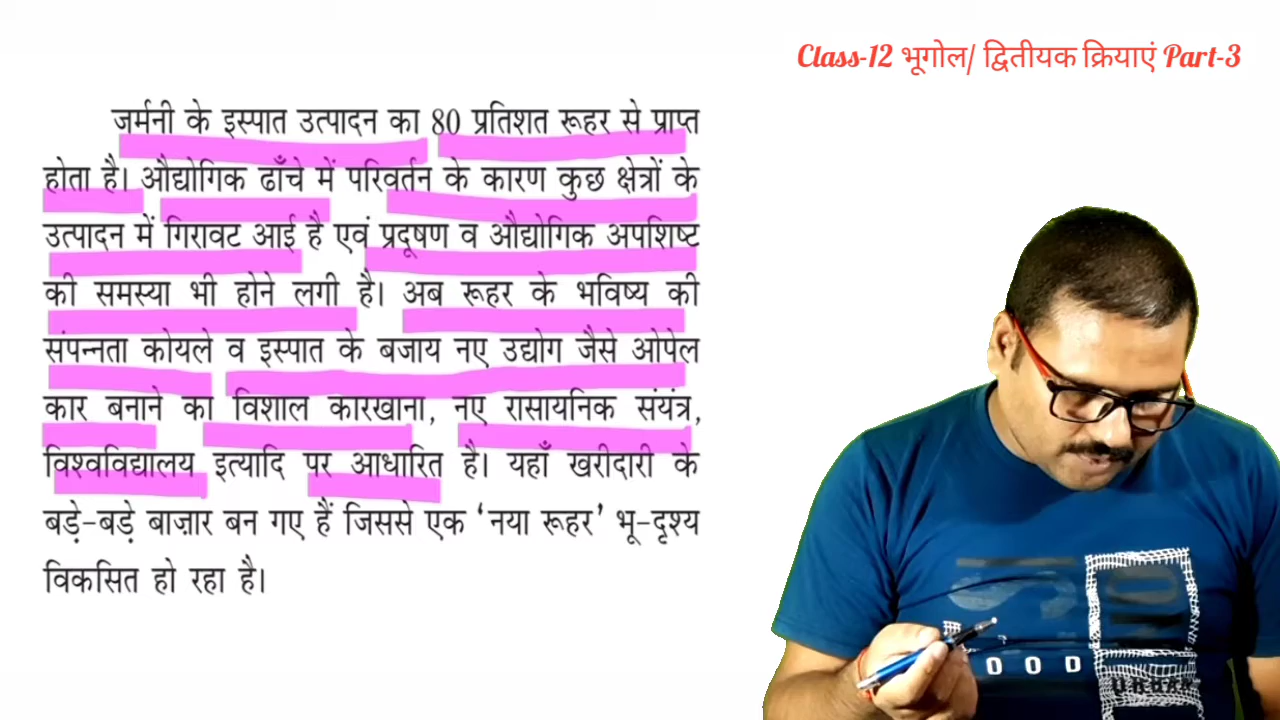 Class-12 भूगोल/ द्वितीयक क्रियाएं Part-3
जर्मनी के इस्पात उत्पादन का 80 प्रतिशत रूहर से प्राप्त
होता है। औद्योगिक ढाँचे में परिवर्तन के कारण कुछ क्षेत्रों के
उत्पादन में गिरावट आई है एवं प्रदूषण व औद्योगिक अपशिष्ट
की समस्या भी होने लगी है। अब रूहर के भविष्य की
संपन्नता कोयले व इस्पात के बजाय नए उद्योग जैसे ओपेल
कार बनाने का विशाल कारखाना, नए रासायनिक संयंत्र,
विश्वविद्यालय इत्यादि पर आधारित है। यहाँ खरीदारी के
बड़े-बड़े बाज़ार बन गए हैं जिससे एक ‘नया रूहर’ भू-दृश्य
विकसित हो रहा है।